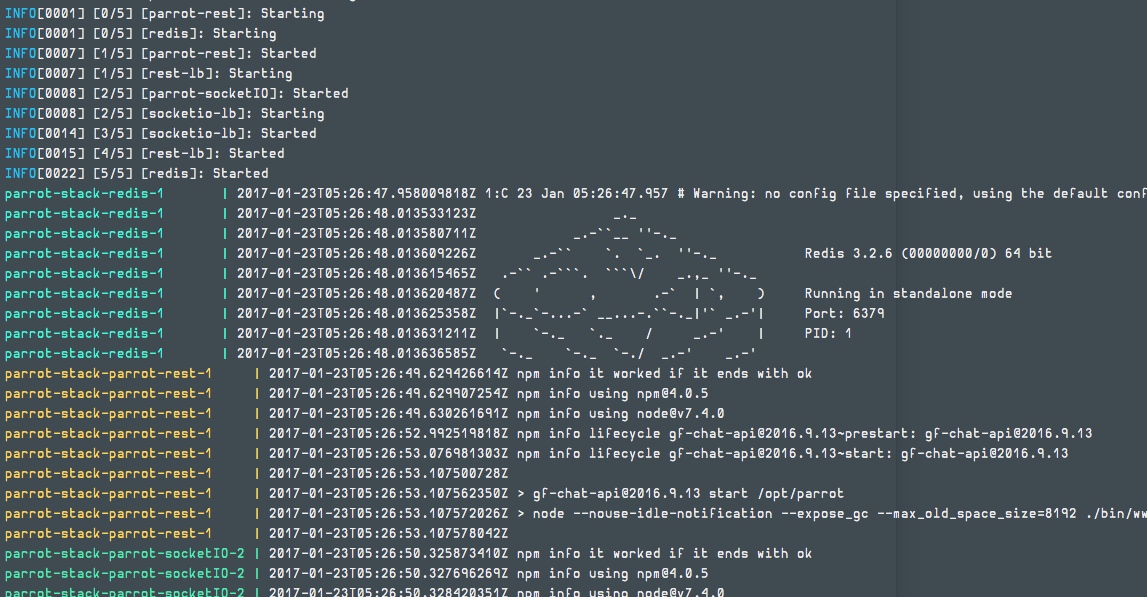 INFO[0001] [0/5] [parrot-rest]: Starting
INFO[0001] [0/5] [redis]: Starting
INFO[0007] [1/5] [parrot-rest]: Started
INFO[0007] [1/5] [rest-lb]: Starting
INFO[0008] [2/5] [parrot-socketIO]: Started
INFO[0008] [2/5] [socketio-lb]: Starting
INFO[0014] [3/5] [socketio-lb]: Started
INFO[0015] [4/5] [rest-lb]: Started
INFO[0022] [5/5] [redis]: Started
parrot-stack-redis-1 | 2017-01-23T05:26:47.958009818Z 1:C 23 Jan 05:26:47.957 # Warning: no config file specified, using the default conf
parrot-stack-redis-1 | 2017-01-23T05:26:48.013533123Z _._
parrot-stack-redis-1 | 2017-01-23T05:26:48.013580711Z _.-``__ ''-._
parrot-stack-redis-1 | 2017-01-23T05:26:48.013609226Z _.-`` `. `_. ''-._ Redis 3.2.6 (00000000/0) 64 bit
parrot-stack-redis-1 | 2017-01-23T05:26:48.013615465Z .-`` .-```. ```\/ _.,_ ''-._
parrot-stack-redis-1 | 2017-01-23T05:26:48.013620487Z ( ' , .-` | `, ) Running in standalone mode
parrot-stack-redis-1 | 2017-01-23T05:26:48.013625358Z |`-._`-...-` __...-.``-._|'` _.-'| Port: 6379
parrot-stack-redis-1 | 2017-01-23T05:26:48.013631211Z | `-._ `._ / _.-' | PID: 1
parrot-stack-redis-1 | 2017-01-23T05:26:48.013636585Z `-._ `-._ `-./ _.-' _.-'
parrot-stack-parrot-rest-1 | 2017-01-23T05:26:49.629426614Z npm info it worked if it ends with ok
parrot-stack-parrot-rest-1 | 2017-01-23T05:26:49.629907254Z npm info using npm@4.0.5
parrot-stack-parrot-rest-1 | 2017-01-23T05:26:49.630261691Z npm info using node@v7.4.0
parrot-stack-parrot-rest-1 | 2017-01-23T05:26:52.992519818Z npm info lifecycle gf-chat-api@2016.9.13~prestart: gf-chat-api@2016.9.13
parrot-stack-parrot-rest-1 | 2017-01-23T05:26:53.076981303Z npm info lifecycle gf-chat-api@2016.9.13~start: gf-chat-api@2016.9.13
parrot-stack-parrot-rest-1 | 2017-01-23T05:26:53.107500728Z
parrot-stack-parrot-rest-1 | 2017-01-23T05:26:53.107562350Z > gf-chat-api@2016.9.13 start /opt/parrot
parrot-stack-parrot-rest-1 | 2017-01-23T05:26:53.107572026Z > node --nouse-idle-notification --expose_gc --max_old_space_size=8192 ./bin/ww
parrot-stack-parrot-rest-1 | 2017-01-23T05:26:53.107578042Z
parrot-stack-parrot-socketIO-2 | 2017-01-23T05:26:50.325873410Z npm info it worked if it ends with ok
parrot-stack-parrot-socketIO-2 | 2017-01-23T05:26:50.327696269Z npm info using npm@4.0.5
parrot-stack-parrot-socketIO-2 | 2017-01-23T05:26:50.328420351Z npm info using node@v7.4.0